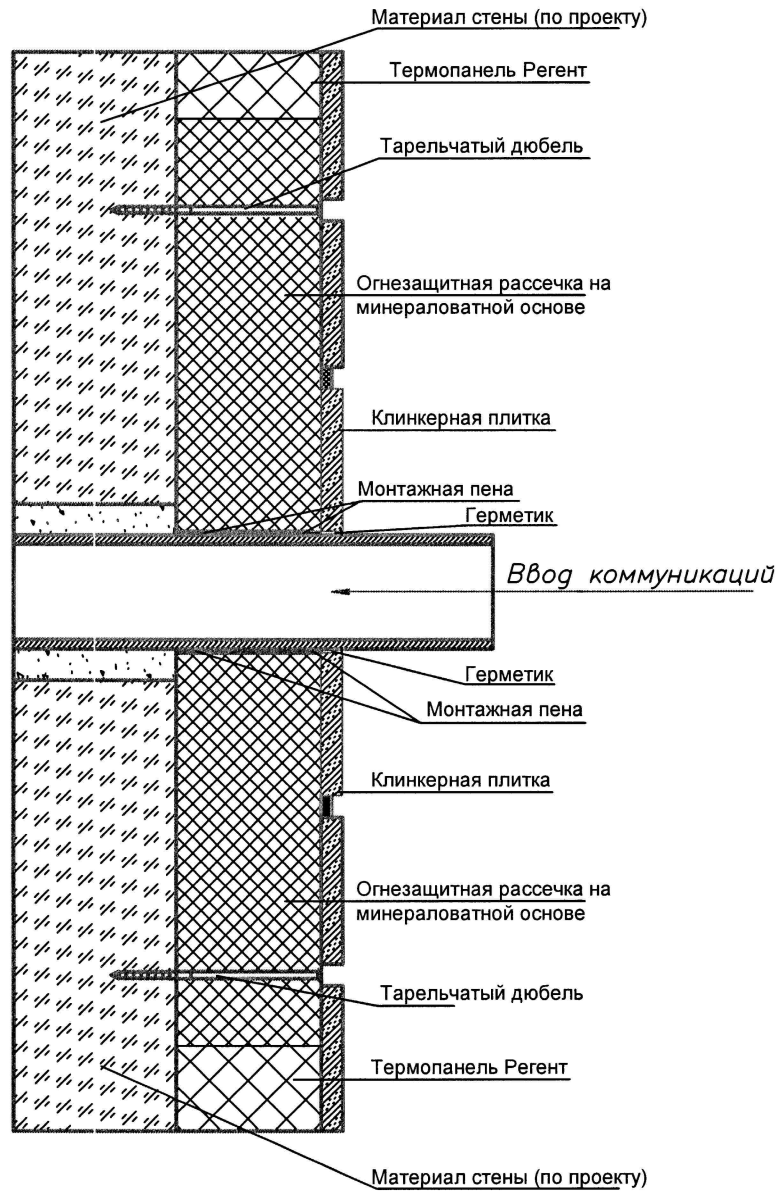 Материал стены (по проекту)
Термопанель Регент
Тарельчатый дюбель
Огнезащитная рассечка на
минераловатной основе
Клинкерная плитка
Монтажная пена
Герметик
Ввод коммуникаций
Герметик
Монтажная пена
Клинкерная плитка
Огнезащитная рассечка на
минераловатной основе
Тарельчатый дюбель
Термопанель Регент
Материал стены (по проекту)